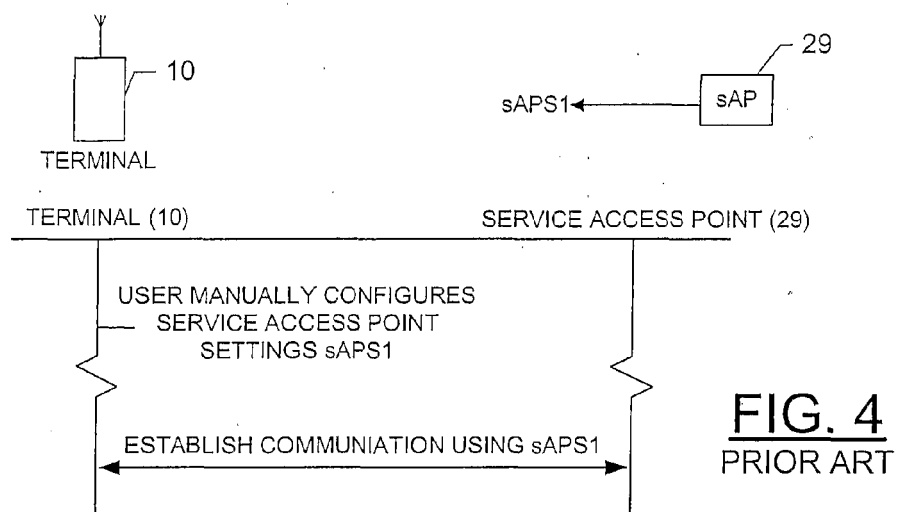 29
10
sAPS1
sAP
TERMINAL
TERMINAL (10)
SERVICE ACCESS POINT (29)
USER MANUALLY CONFIGURES
SERVICE ACCESS POINT
SETTINGS sAPS1
ESTABLISH COMMUNIATION USING sAPS1
FIG. 4
PRIOR ART